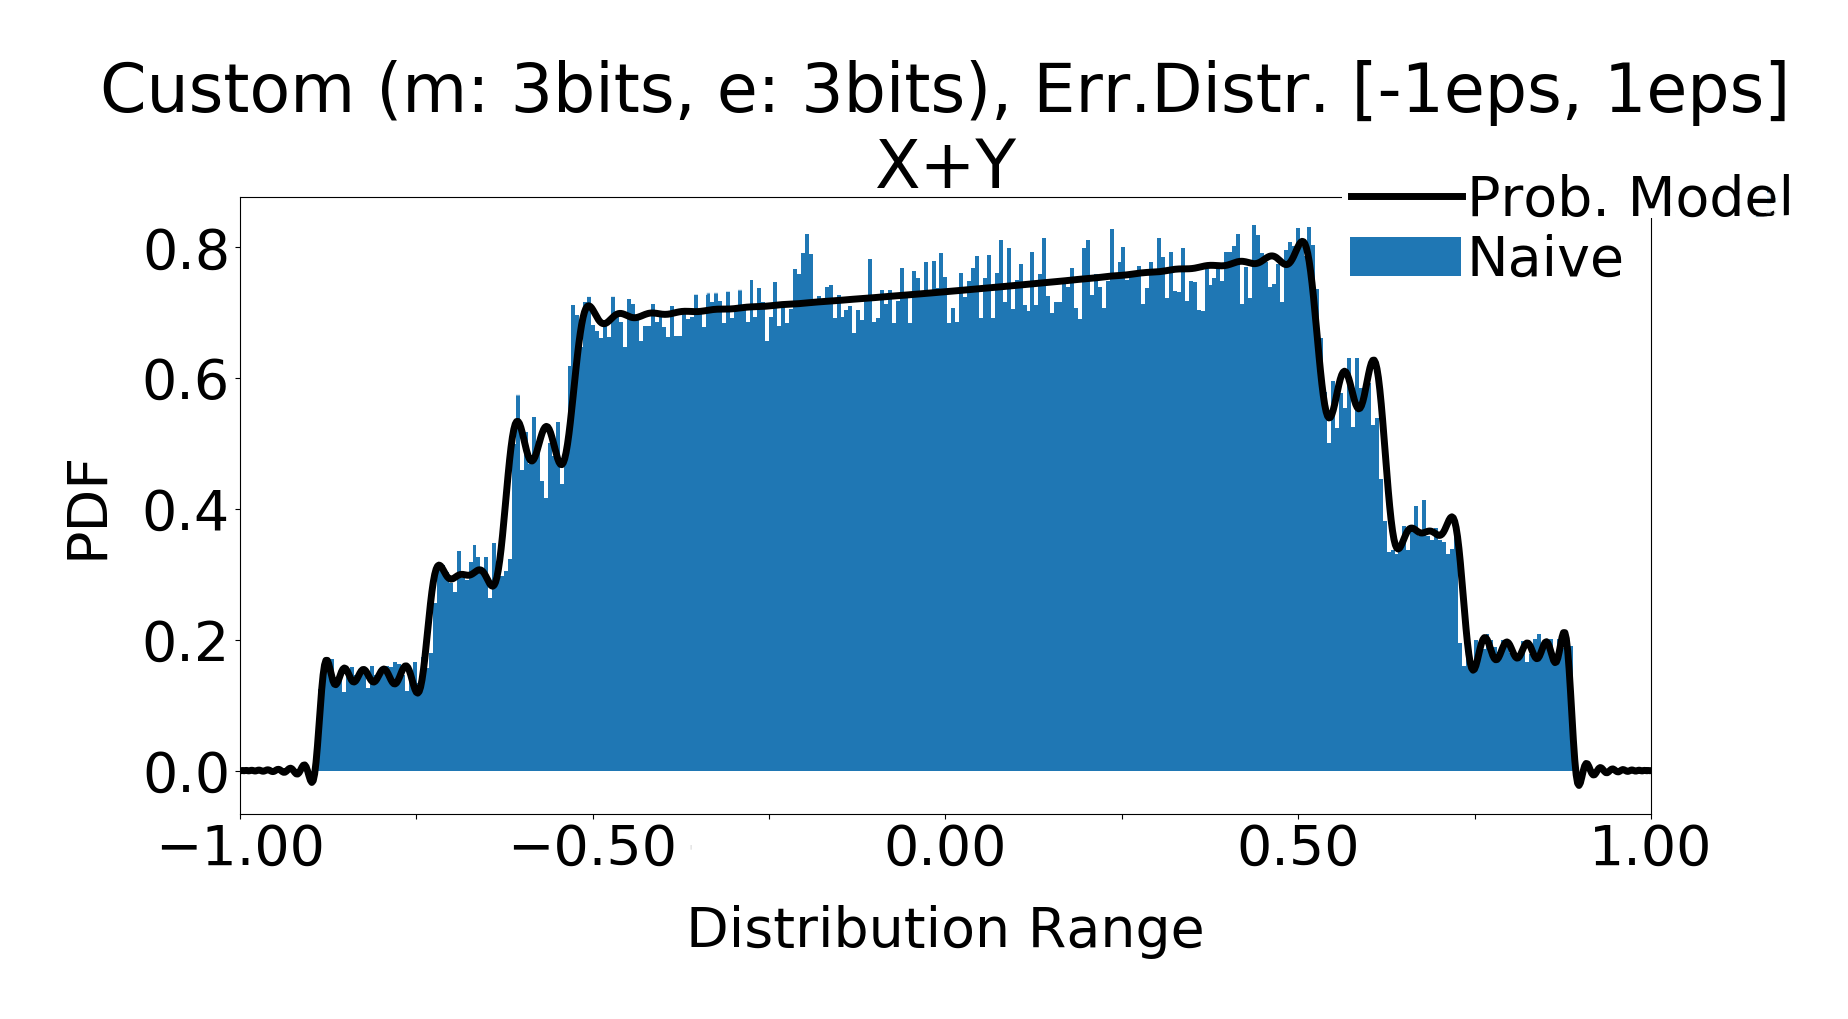 Custom (m: 3bits, e: 3bits), Err.Distr. [-1eps, 1eps]
X+Y
Prob. Model
Naive
0.8
0.6
0.4
0.2
0.0
PDF
−1.00 −0.50 0.00 0.50 1.00
Distribution Range